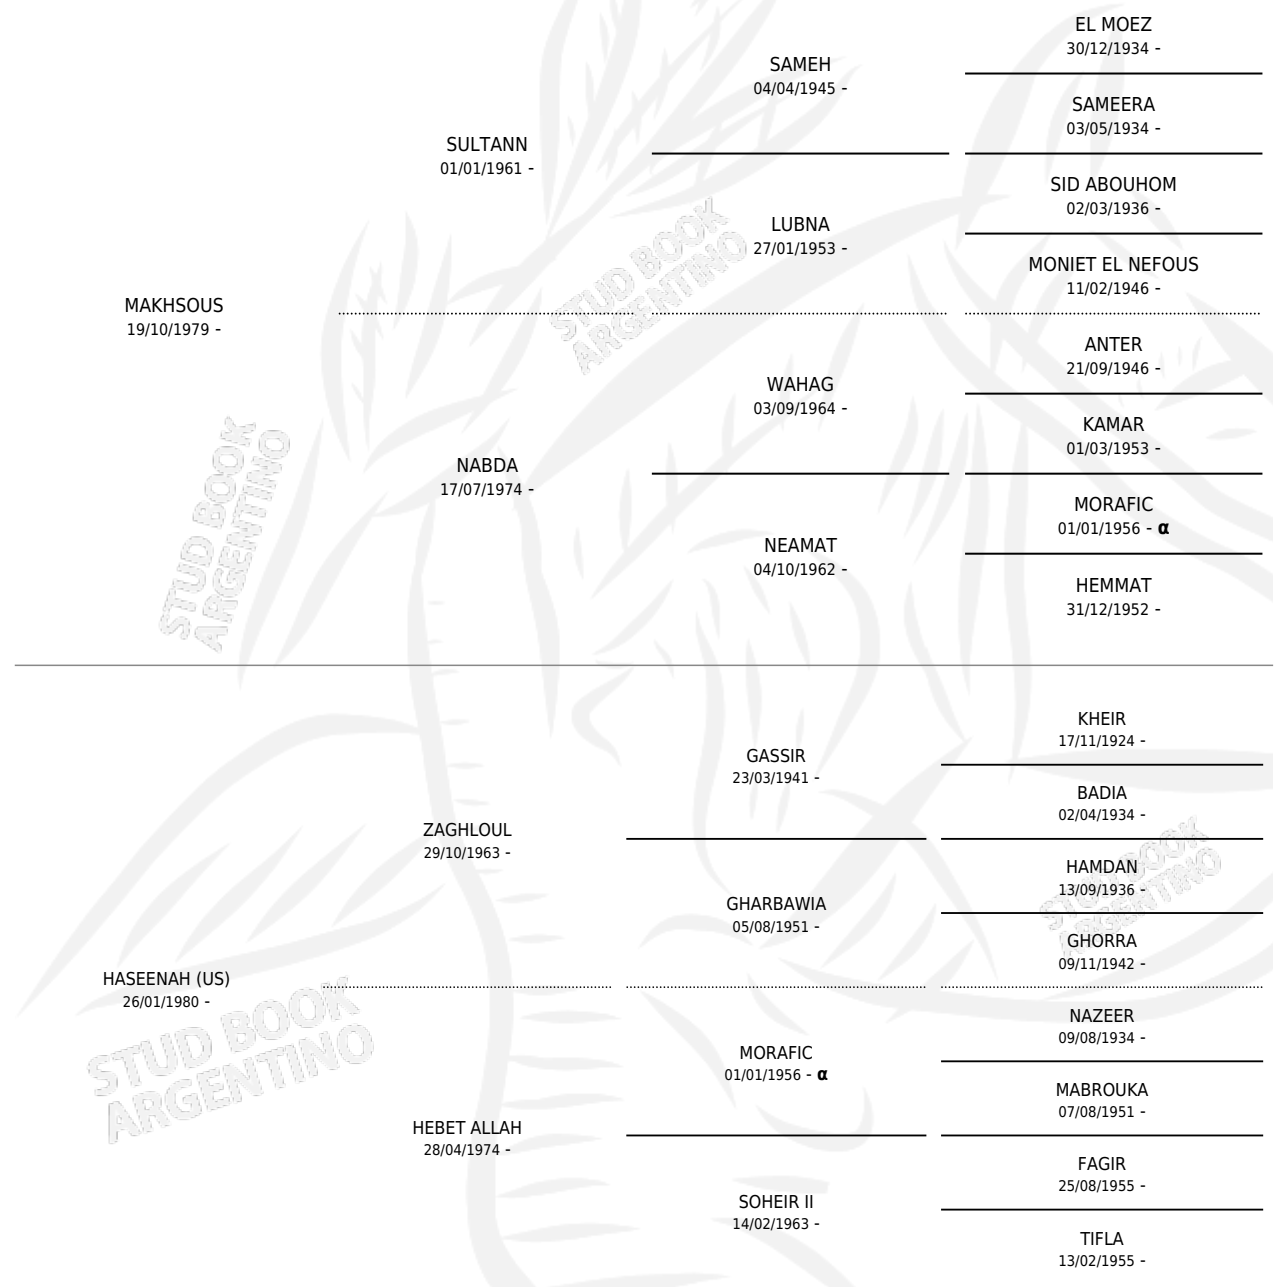 EL MOEZ
30/12/1934 -
SAMEH
04/04/1945 -
SAMEERA
03/05/1934 -
SULTANN
01/01/1961 -
SID ABOUHOM
02/03/1936 -
LUBNA
27/01/1953 -
MONIET EL NEFOUS
11/02/1946 -
MAKHSOUS
19/10/1979 -
ANTER
21/09/1946 -
WAHAG
03/09/1964 -
KAMAR
01/03/1953 -
NABDA
17/07/1974 -
MORAFIC
01/01/1956 - α
NEAMAT
04/10/1962 -
HEMMAT
31/12/1952 -
KHEIR
17/11/1924 -
GASSIR
23/03/1941 -
BADIA
02/04/1934 -
ZAGHLOUL
29/10/1963 -
HAMDAN
13/09/1936 -
GHARBAWIA
05/08/1951 -
GHORRA
09/11/1942 -
HASEENAH (US)
26/01/1980 -
NAZEER
09/08/1934 -
MORAFIC
01/01/1956 - α
MABROUKA
07/08/1951 -
HEBET ALLAH
28/04/1974 -
FAGIR
25/08/1955 -
SOHEIR II
14/02/1963 -
TIFLA
13/02/1955 -
STUD BOOK
ARGENTINO
STUD BOOK
ARGENTINO
STUD BOOK
ARGENTINO
STUD BOOK
ARGENTINO